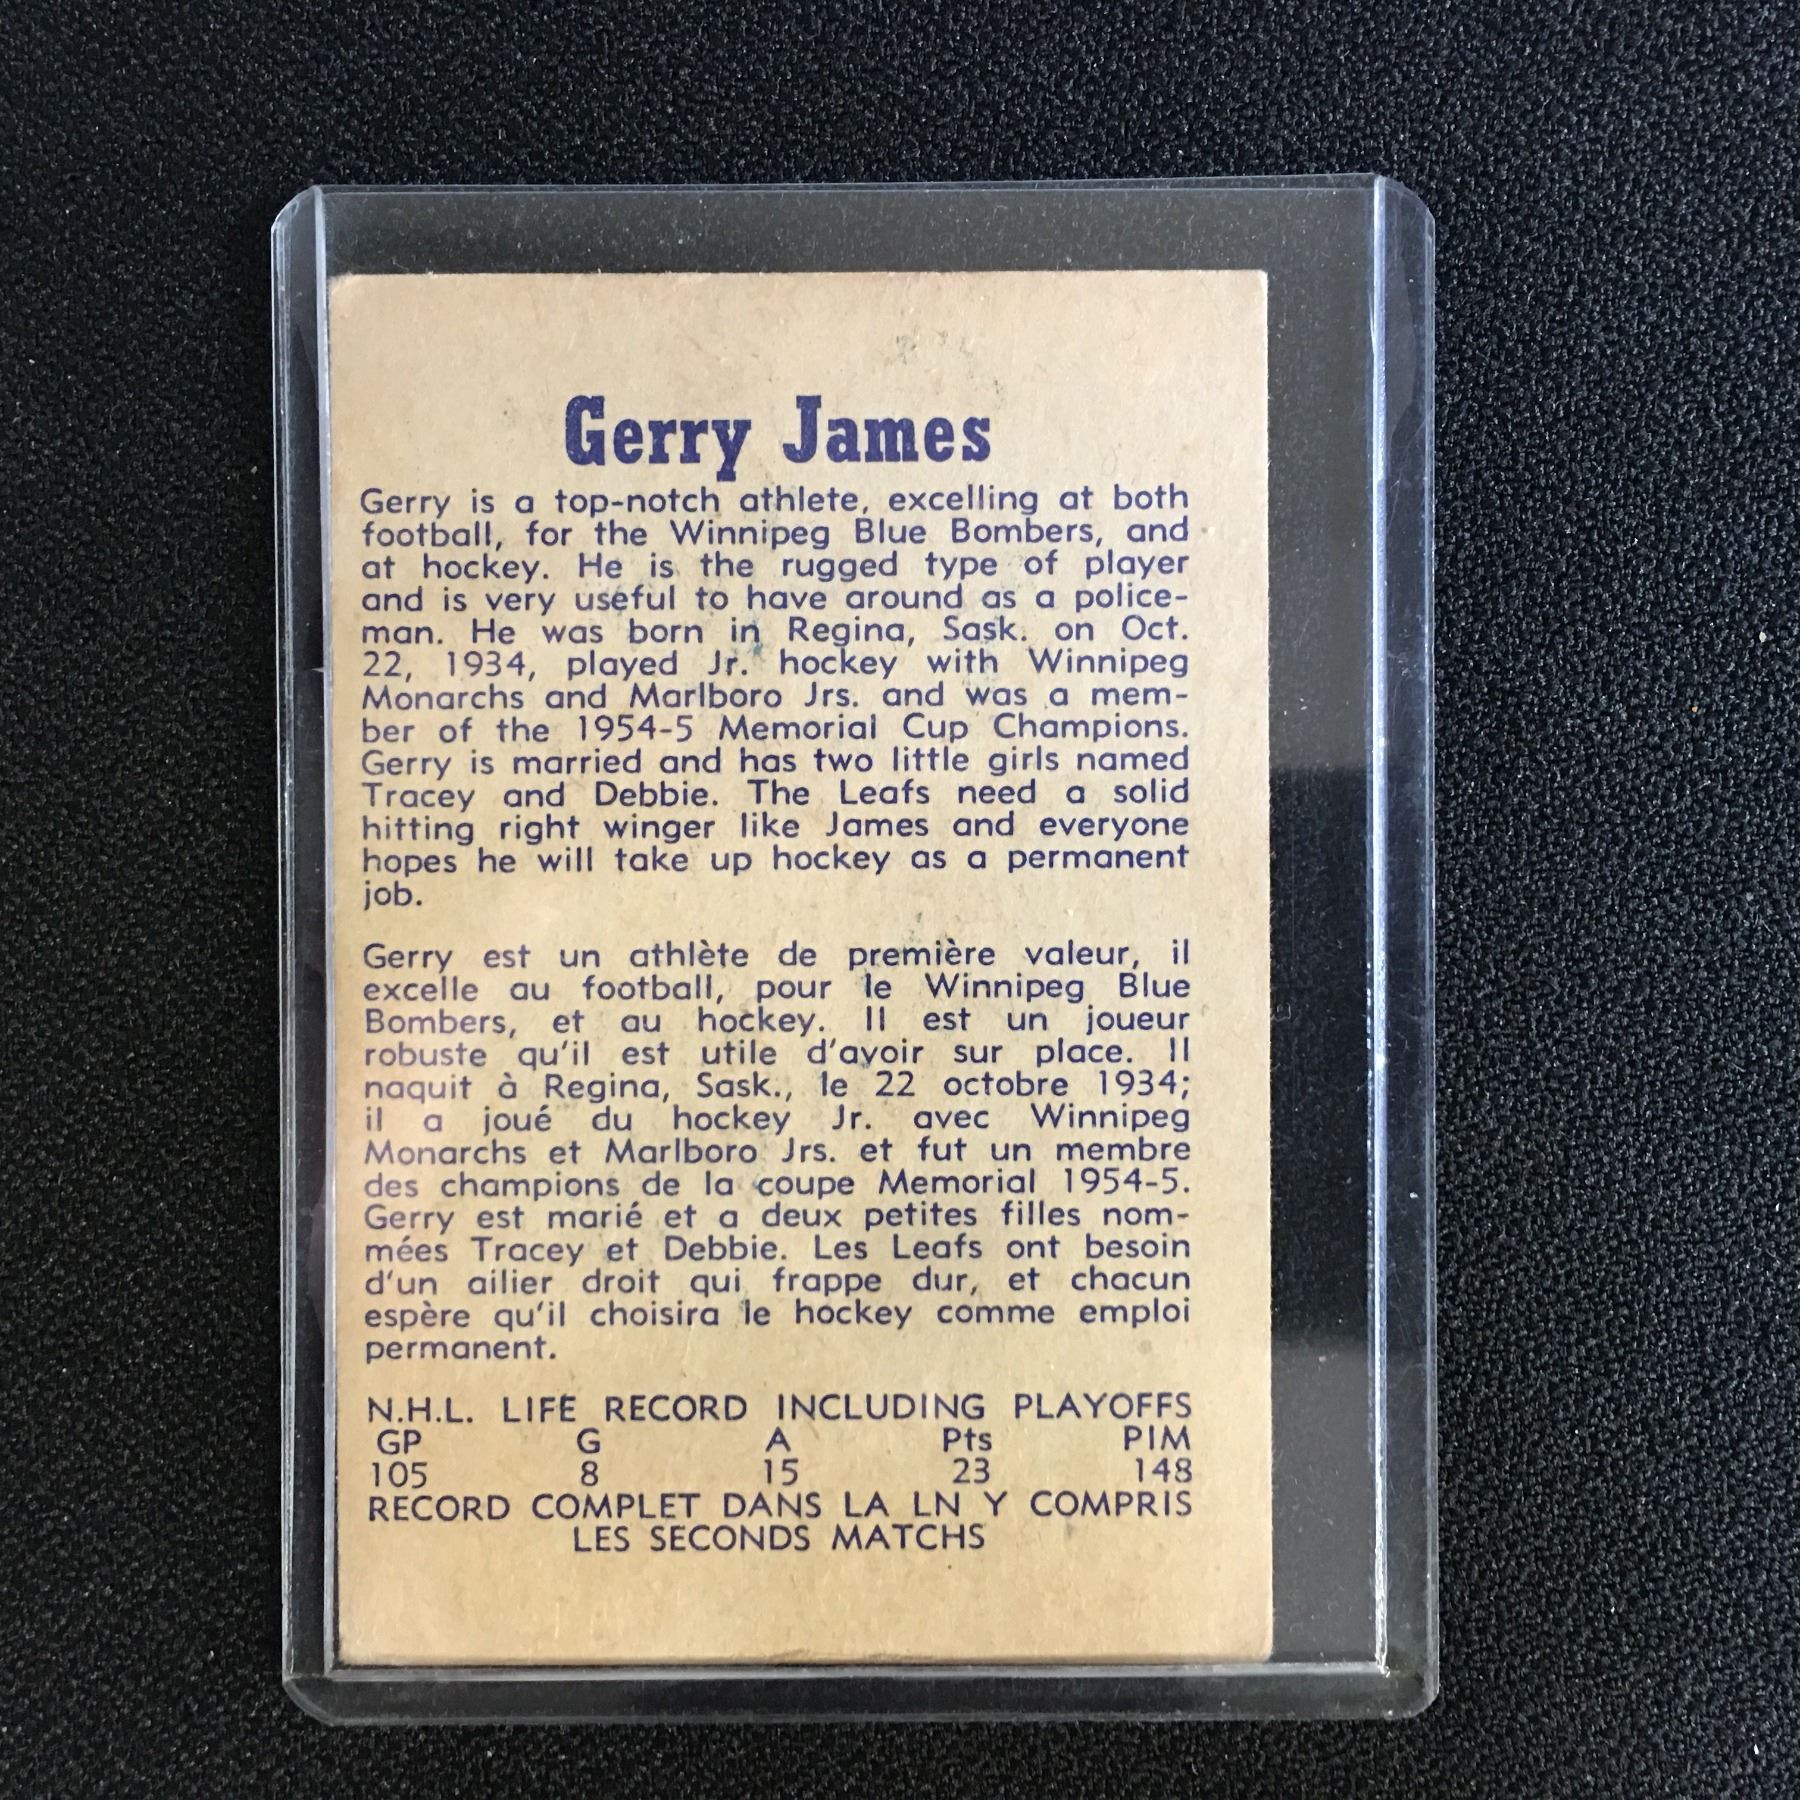 Gerry James
Gerry is a top-notch athlete, excelling at both
football, for the Winnipeg Blue Bombers, and
at hockey. He is the rugged type of player
and is very useful to have around as a police-
man. He was born in Regina, Sask. on Oct.
22, 1934, played Jr. hockey with Winnipeg
Monarchs and Marlboro Jrs. and was a mem-
ber of the 1954-5 Memorial Cup Champions.
Gerry is married and has two little girls named
Tracey and Debbie. The Leafs need a solid
hitting right winger like James and everyone
hopes he will take up hockey as a permanent
job.
Gerry est un athlète de première valeur, il
excelle au football, pour le Winnipeg Blue
Bombers, et au hockey. Il est un joueur
robuste qu'il est utile d'avoir sur place. Il
naquit à Regina, Sask., le 22 octobre 1934;
il a joué du hockey Jr. avec Winnipeg
Monarchs et Marlboro Jrs. et fut un membre
des champions de la coupe Memorial 1954-5.
Gerry est marié et a deux petites filles nom-
mées Tracey et Debbie. Les Leafs ont besoin
d'un ailier droit qui frappe dur, et chacun
espère qu'il choisira le hockey comme emploi
permanent.
N.H.L. LIFE RECORD INCLUDING PLAYOFFS
GP G A Pts PIM
105 8 15 23 148
RECORD COMPLET DANS LA LN Y COMPRIS
LES SECONDS MATCHS